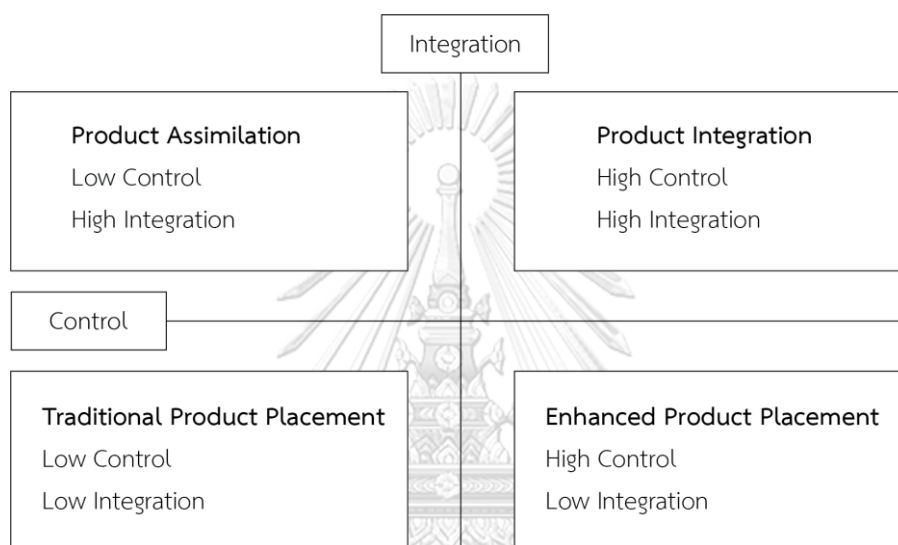 Integration
Product Assimilation
Low Control
High Integration
Product Integration
High Control
High Integration
Control
Traditional Product Placement
Low Control
Low Integration
Enhanced Product Placement
High Control
Low Integration